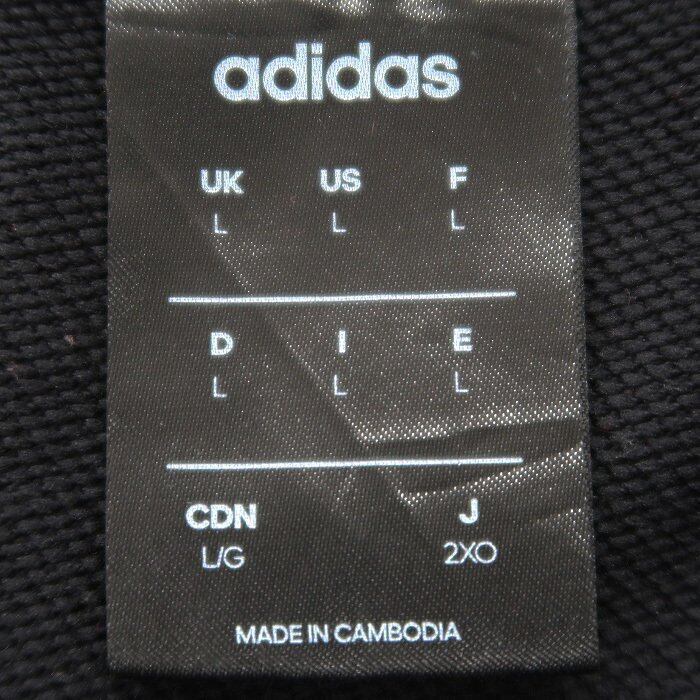 adidas
UK US F
L L L
D I E
L L L
CDN J
L/G 2XO
MADE IN CAMBODIA